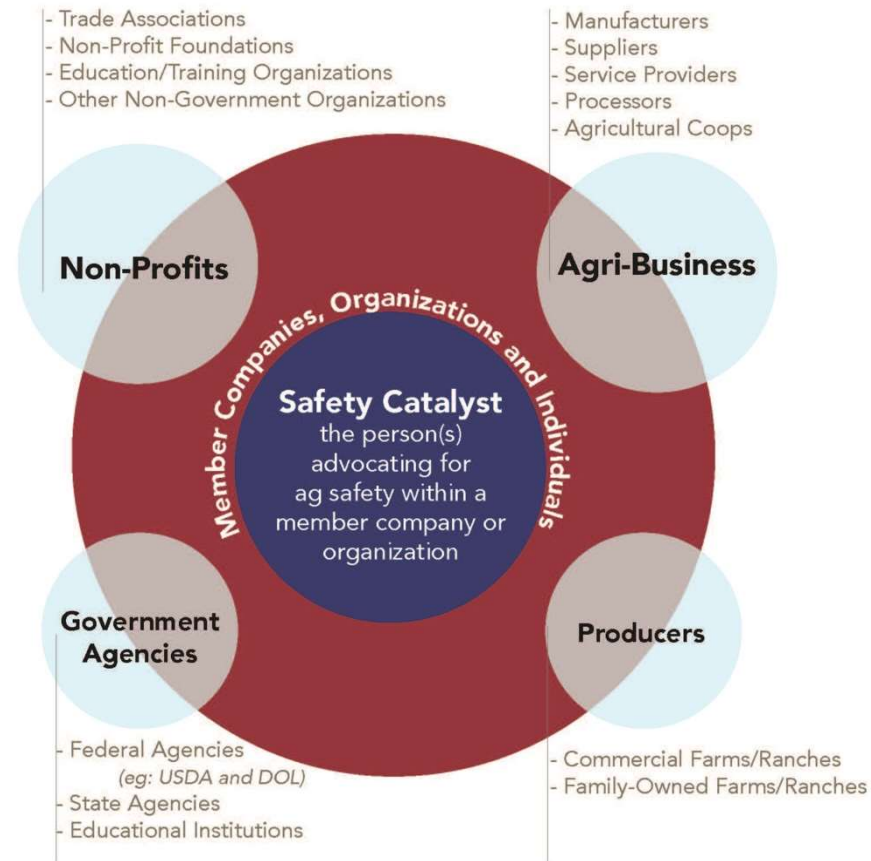 - Trade Associations
- Non-Profit Foundations
- Education/Training Organizations
- Other Non-Government Organizations
- Manufacturers
- Suppliers
- Service Providers
- Processors
- Agricultural Coops
Non-Profits
Agri-Business
Member Companies, Organizations and Individuals
Safety Catalyst
the person(s)
advocating for
ag safety within a
member company or
organization
Government
Agencies
Producers
- Federal Agencies
(eg: USDA and DOL)
- State Agencies
- Educational Institutions
- Commercial Farms/Ranches
- Family-Owned Farms/Ranches